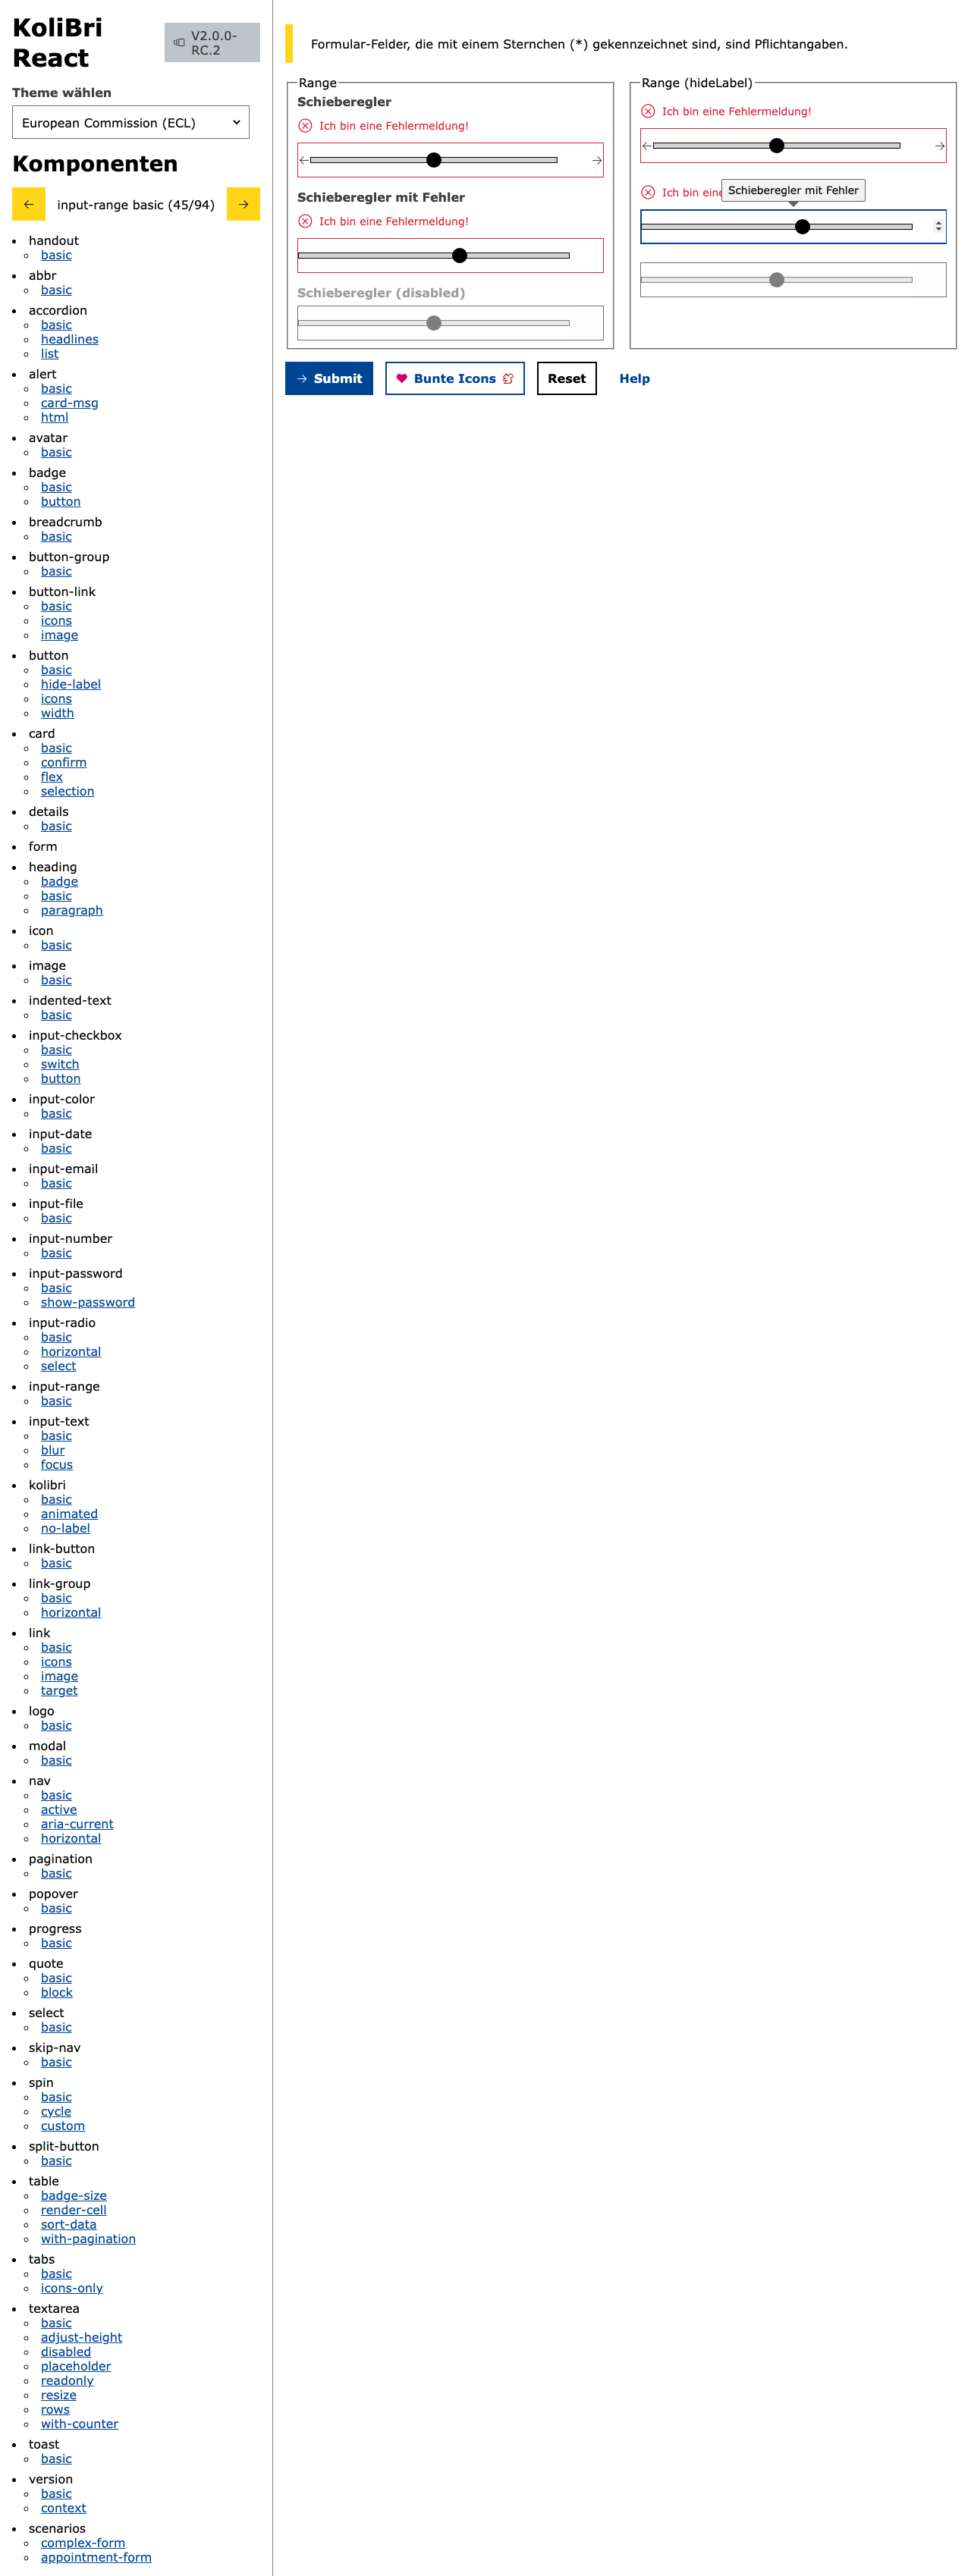 KoliBri
React
V2.0.0-
RC.2
Theme wählen
European Commission (ECL)
Komponenten
← input-range basic (45/94) →
handout
basic
abbr
basic
accordion
basic
headlines
list
alert
basic
card-msg
html
avatar
basic
badge
basic
button
breadcrumb
basic
button-group
basic
button-link
basic
icons
image
button
basic
hide-label
icons
width
card
basic
confirm
flex
selection
details
basic
form
heading
badge
basic
paragraph
icon
basic
image
basic
indented-text
basic
input-checkbox
basic
switch
button
input-color
basic
input-date
basic
input-email
basic
input-file
basic
input-number
basic
input-password
basic
show-password
input-radio
basic
horizontal
select
input-range
basic
input-text
basic
blur
focus
kolibri
basic
animated
no-label
link-button
basic
link-group
basic
horizontal
link
basic
icons
image
target
logo
basic
modal
basic
nav
basic
active
aria-current
horizontal
pagination
basic
popover
basic
progress
basic
quote
basic
block
select
basic
skip-nav
basic
spin
basic
cycle
custom
split-button
basic
table
badge-size
render-cell
sort-data
with-pagination
tabs
basic
icons-only
textarea
basic
adjust-height
disabled
placeholder
readonly
resize
rows
with-counter
toast
basic
version
basic
context
scenarios
complex-form
appointment-form
Formular-Felder, die mit einem Sternchen (*) gekennzeichnet sind, sind Pflichtangaben.
Range
Schieberegler
Ich bin eine Fehlermeldung!
Schieberegler mit Fehler
Ich bin eine Fehlermeldung!
Schieberegler (disabled)
Range (hideLabel)
Ich bin eine Fehlermeldung!
Ich bin eine
Schieberegler mit Fehler
→ Submit
Bunte Icons
Reset
Help